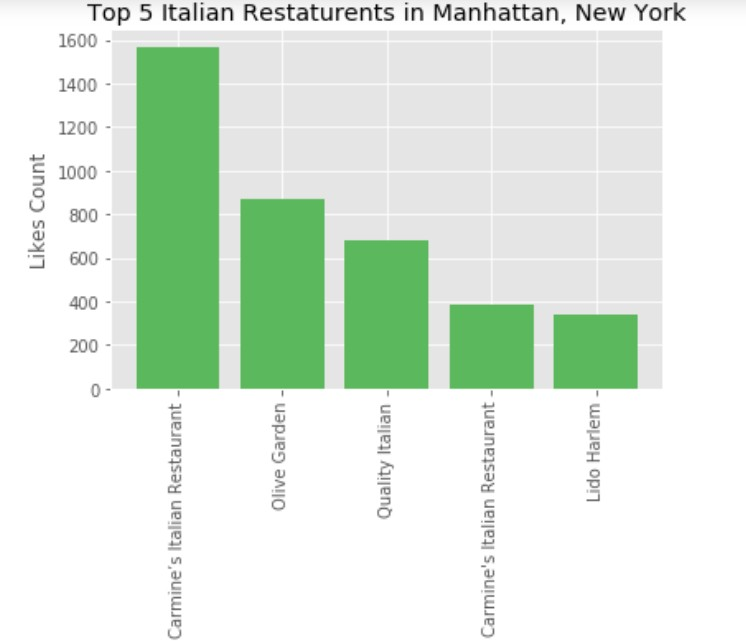 Top 5 Italian Restaturents in Manhattan, New York
Likes Count
1600
1400
1200
1000
800
600
400
200
0
Carmine’s Italian Restaurant
Olive Garden
Quality Italian
Carmine's Italian Restaurant
Lido Harlem